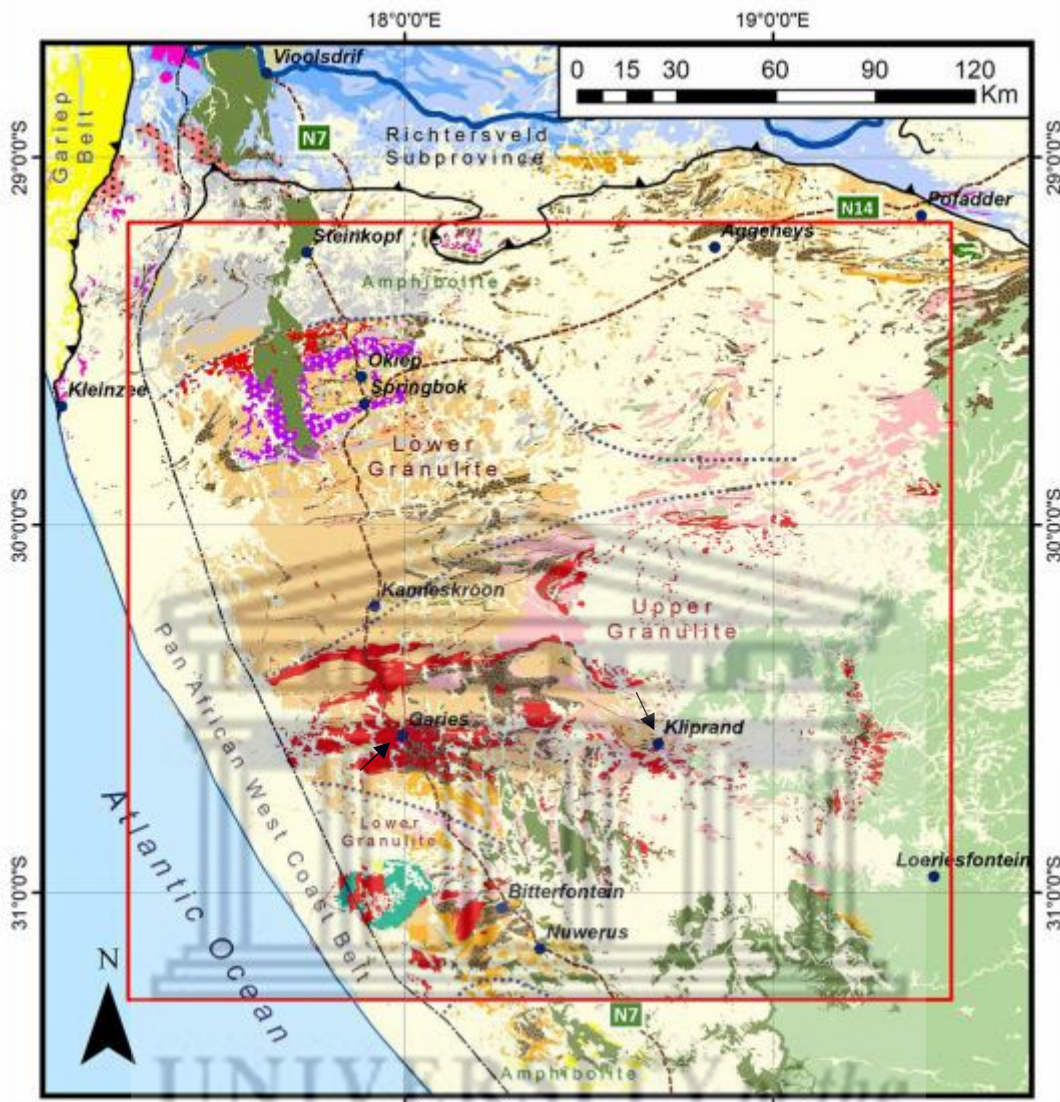 18°0'0"E
19°0'0"E
Vioolsdrif
0 15 30 60 90 120
Km
Gariep
Belt
N7
Richtersveld
Subprovince
29°0'0"S
29°0'0"S
N14
Pofadder
Steinkopf
Aggeneys
Amphibolite
Okiep
Springbok
Kleinzee
Lower
Granulite
30°0'0"S
30°0'0"S
Kamieskroon
Upper
Granulite
Pan African West Coast Belt
Garies
Kliprand
Atlantic Ocean
Lower
Granulite
Loeriesfontein
31°0'0"S
31°0'0"S
Bitterfontein
Nuwerus
N
N7
Amphibolite
UNIVERSITY of the